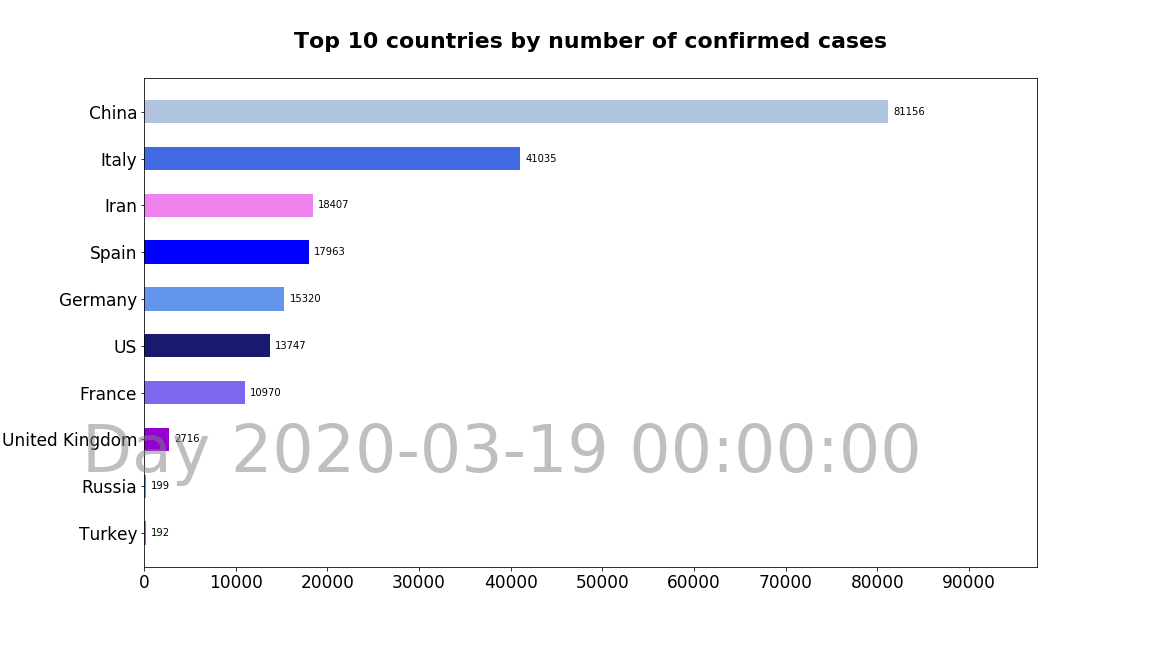 Top 10 countries by number of confirmed cases
China 81156
Italy 41035
Iran 18407
Spain 17963
Germany 15320
US 13747
France 10970
United Kingdom 2716
Day 2020-03-19 00:00:00
Russia 199
Turkey 192
0 10000 20000 30000 40000 50000 60000 70000 80000 90000